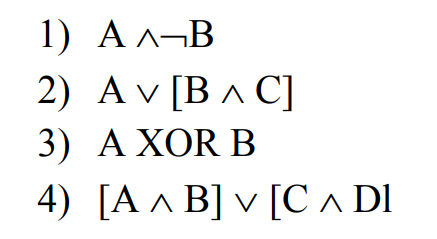 1) A ∧¬B
2) A ∨ [B ∧ C]
3) A XOR B
4) [A ∧ B] ∨ [C ∧ Dl